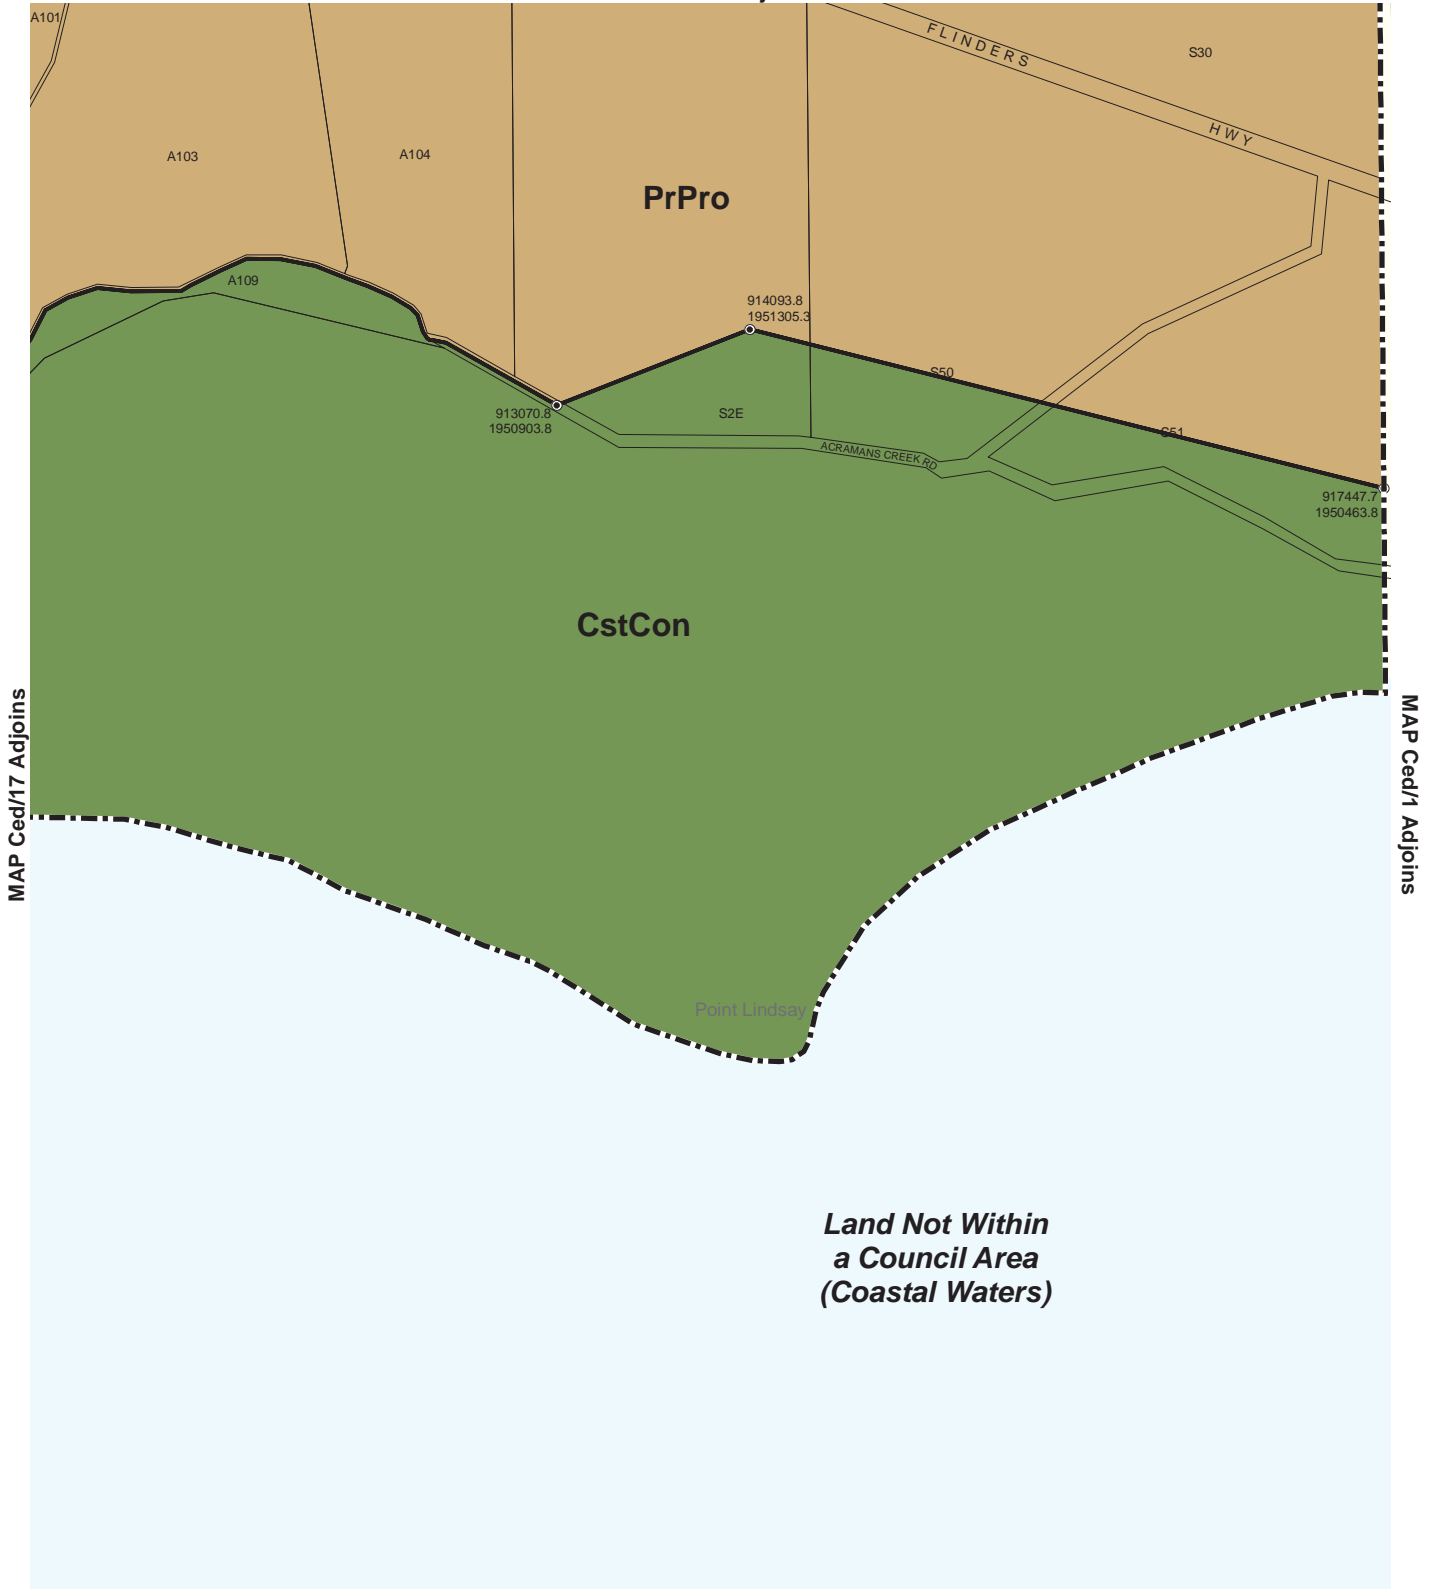 A101
FLINDERS
S30
HWY
A103
A104
PrPro
A109
914093.8
1951305.3
S50
913070.8
1950903.8
S2E
S51
ACRAMANS CREEK RD
917447.7
1950463.8
CstCon
MAP Ced/17 Adjoins
MAP Ced/1 Adjoins
Point Lindsay
Land Not Within
a Council Area
(Coastal Waters)